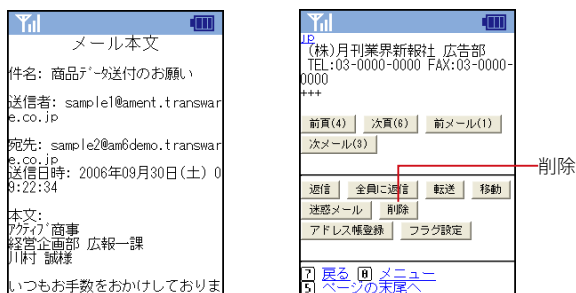 メール本文
件名: 商品ﾃﾞｰﾀ送付のお願い
送信者: sample1@ament.transwar
e.co.jp
宛先: sample2@am6demo.transwar
e.co.jp
送信日時: 2006年09月30日(土) 0
9:22:34
本文:
ｱｸﾃｨﾌﾞ商事
経営企画部 広報一課
川村 誠様
いつもお手数をおかけしておりま
jp
(株)月刊業界新報社 広告部
TEL:03-0000-0000 FAX:03-0000-
0000
+++
前頁(4) 次頁(6) 前メール(1)
次メール(3)
返信 全員に返信 転送 移動
迷惑メール 削除
アドレス帳登録 フラグ設定
7 戻る 0 メニュー
5 ページの末尾へ
削除